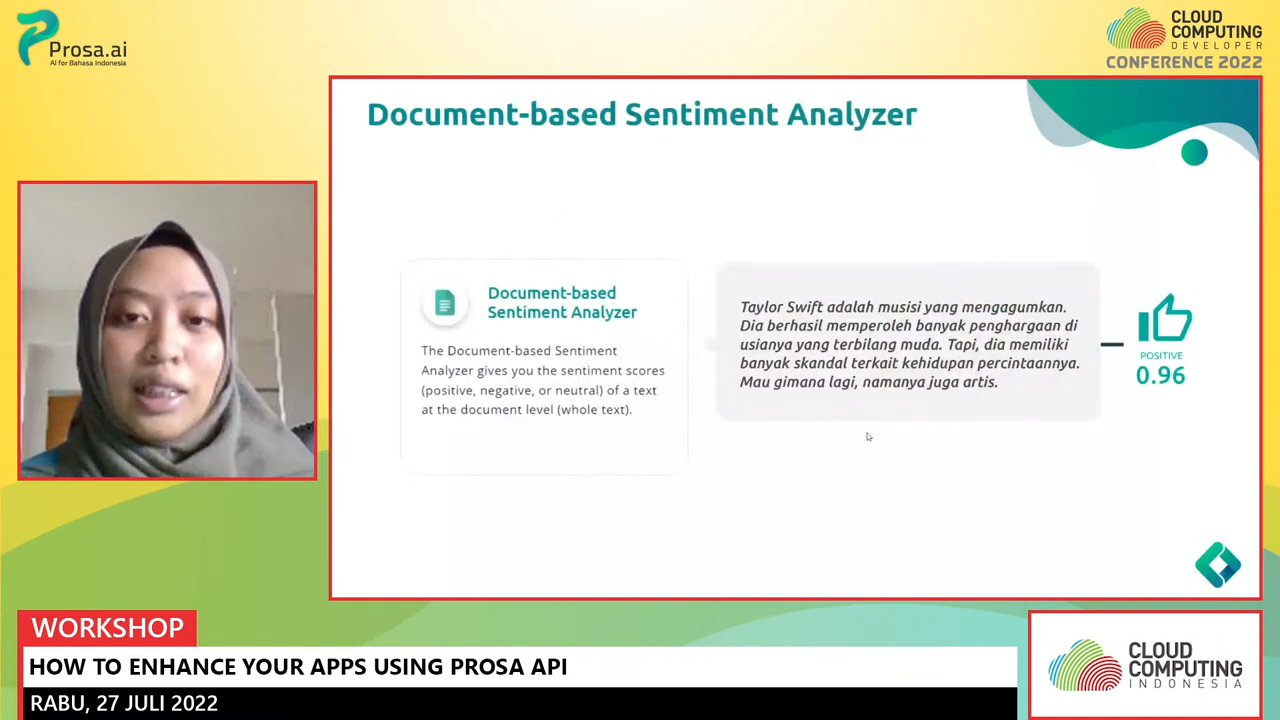 Prosa.ai
AI for Bahasa Indonesia
CLOUD
COMPUTING
DEVELOPER
CONFERENCE 2022
Document-based Sentiment Analyzer
Document-based
Sentiment Analyzer
The Document-based Sentiment
Analyzer gives you the sentiment scores
(positive, negative, or neutral) of a text
at the document level (whole text).
Taylor Swift adalah musisi yang mengagumkan.
Dia berhasil memperoleh banyak penghargaan di
usianya yang terbilang muda. Tapi, dia memiliki
banyak skandal terkait kehidupan percintaannya.
Mau gimana lagi, namanya juga artis.
POSITIVE
0.96
WORKSHOP
HOW TO ENHANCE YOUR APPS USING PROSA API
RABU, 27 JULI 2022
CLOUD
COMPUTING
INDONESIA